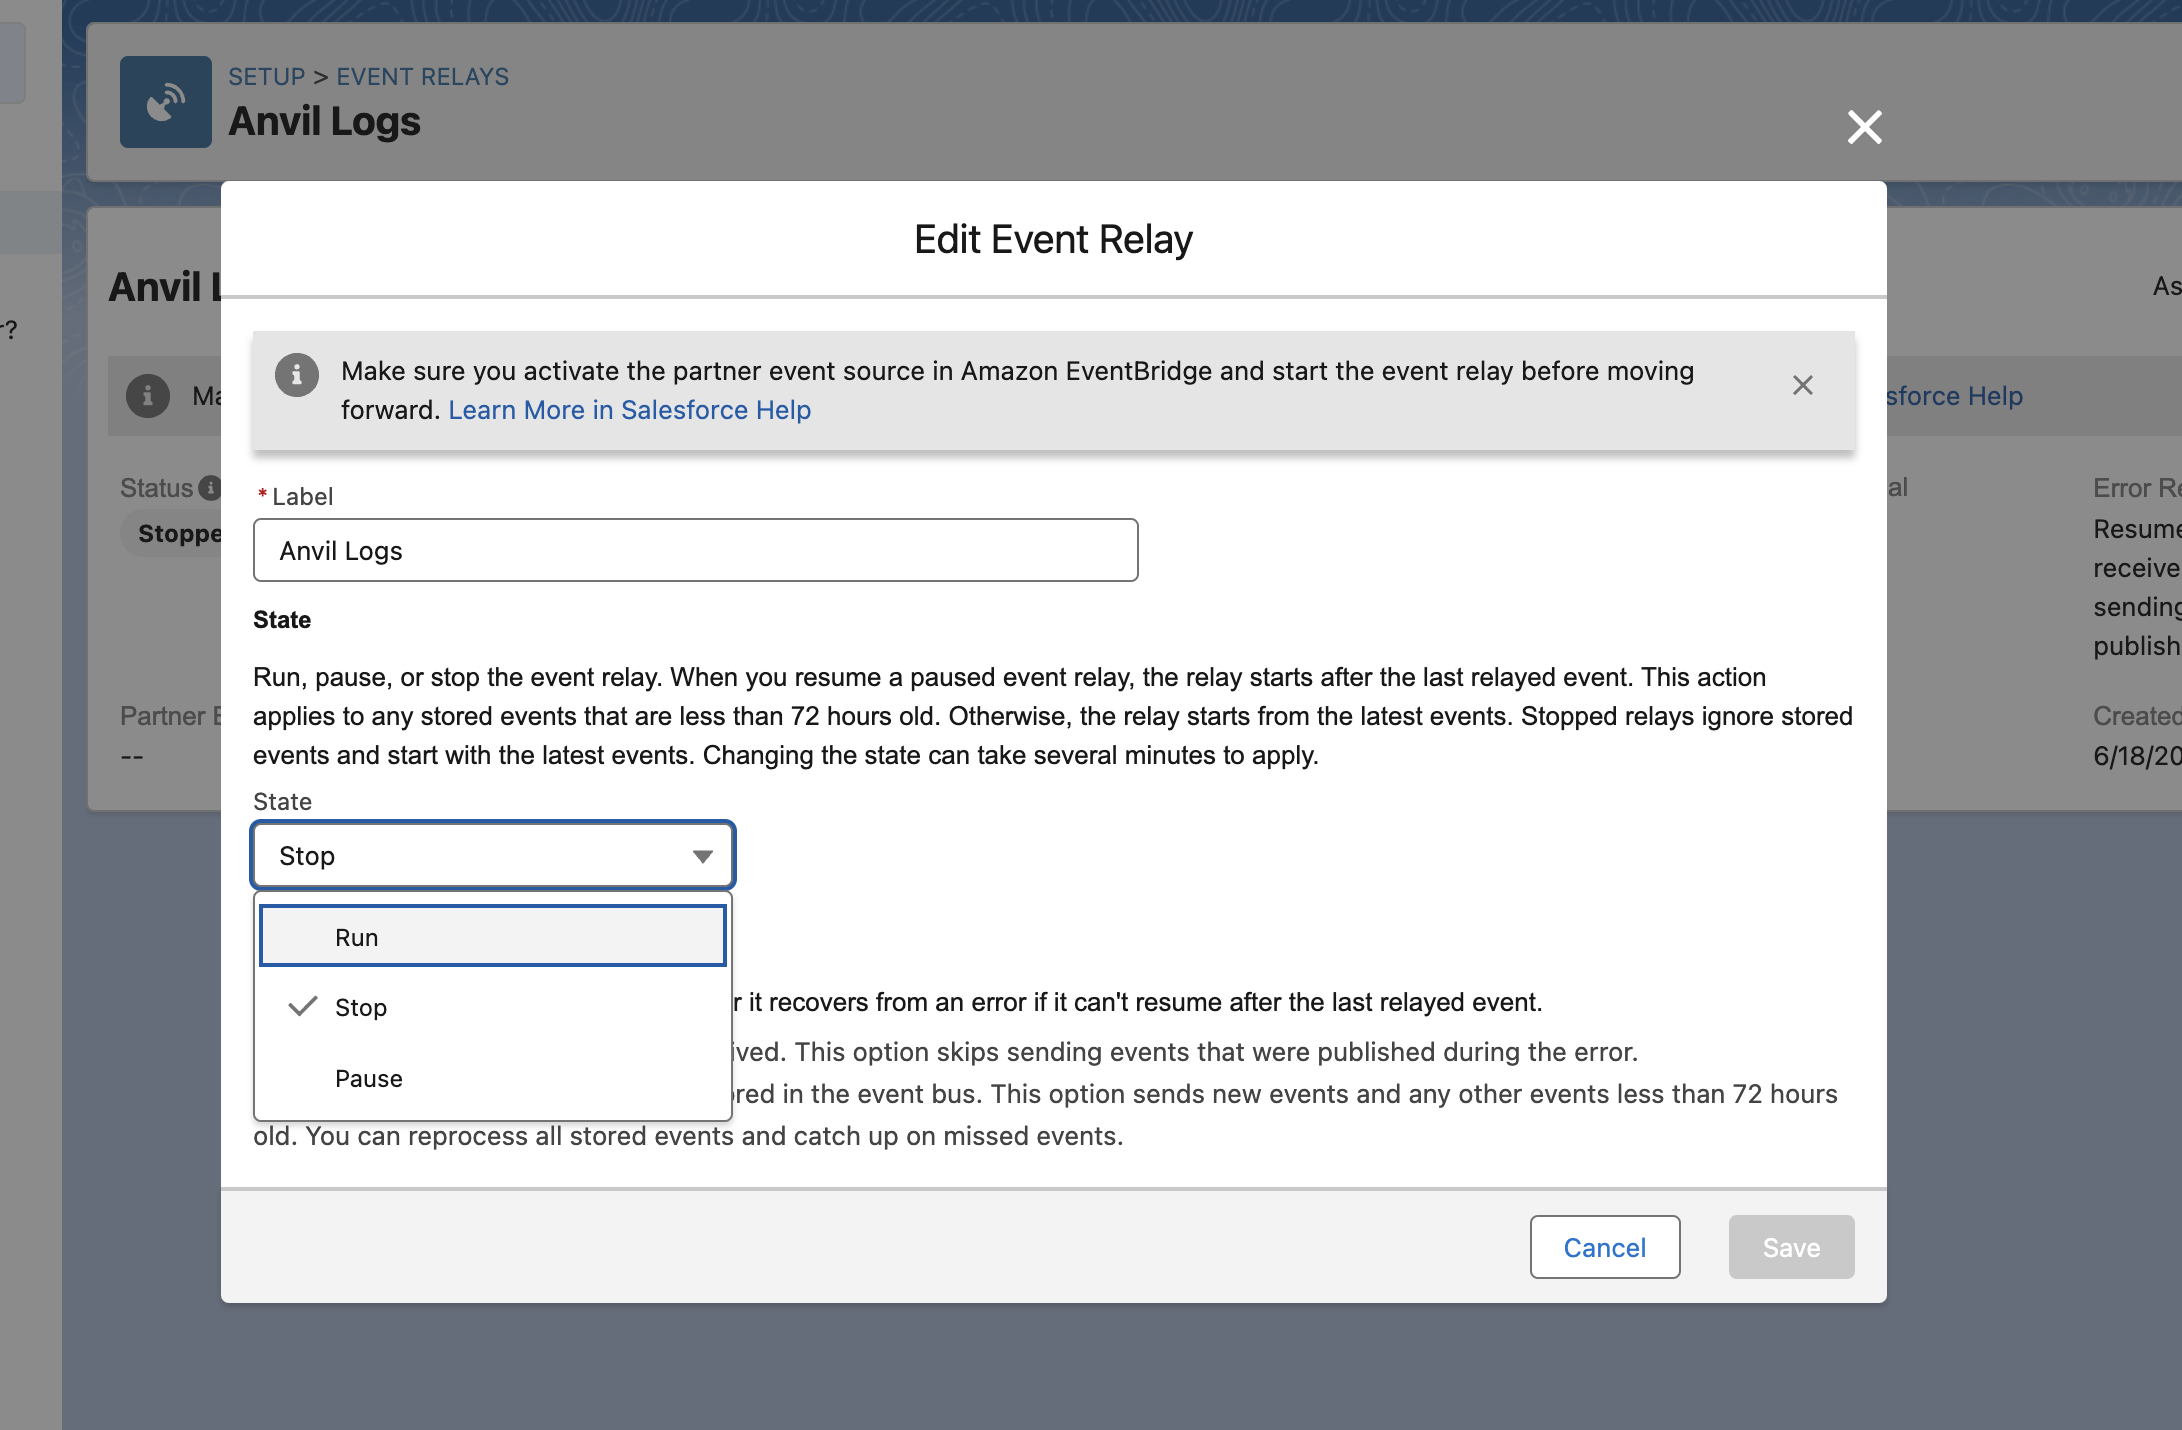 SETUP > EVENT RELAYS
Anvil Logs
Edit Event Relay
Anvil
As
r?
Make sure you activate the partner event source in Amazon EventBridge and start the event relay before moving
forward. Learn More in Salesforce Help
Ma
sforce Help
Status
Stoppe
al
Error Re
Resume
receive
sending
publish
* Label
Anvil Logs
State
Run, pause, or stop the event relay. When you resume a paused event relay, the relay starts after the last relayed event. This action
applies to any stored events that are less than 72 hours old. Otherwise, the relay starts from the latest events. Stopped relays ignore stored
events and start with the latest events. Changing the state can take several minutes to apply.
Partner E
--
Created
6/18/20
State
Stop
Run
Stop
Pause
r it recovers from an error if it can't resume after the last relayed event.
ived. This option skips sending events that were published during the error.
ored in the event bus. This option sends new events and any other events less than 72 hours
old. You can reprocess all stored events and catch up on missed events.
Cancel
Save